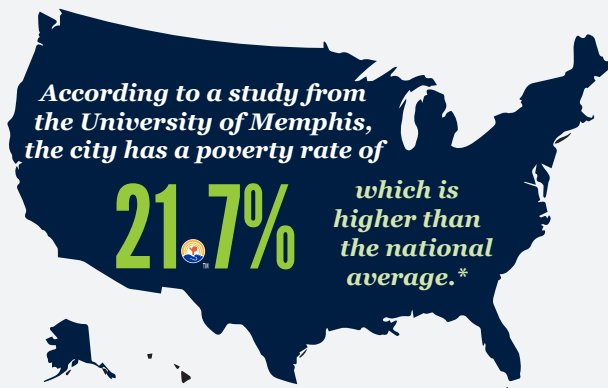 According to a study from
the University of Memphis,
the city has a poverty rate of
21.7%
TM
which is
higher than
the national
average.*